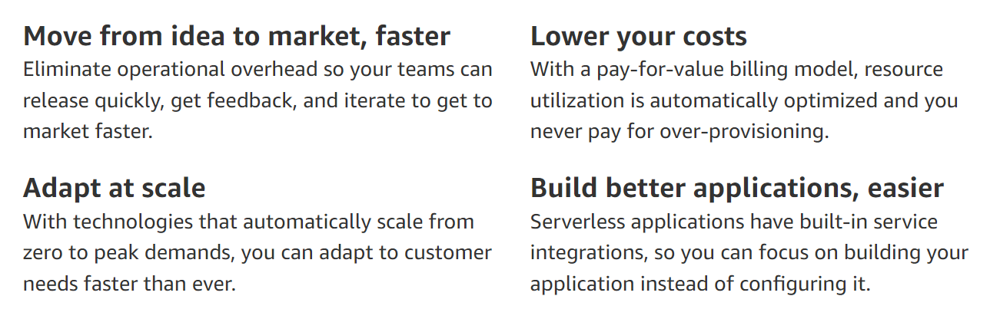 Move from idea to market, faster
Eliminate operational overhead so your teams can
release quickly, get feedback, and iterate to get to
market faster.
Lower your costs
With a pay-for-value billing model, resource
utilization is automatically optimized and you
never pay for over-provisioning.
Adapt at scale
With technologies that automatically scale from
zero to peak demands, you can adapt to customer
needs faster than ever.
Build better applications, easier
Serverless applications have built-in service
integrations, so you can focus on building your
application instead of configuring it.